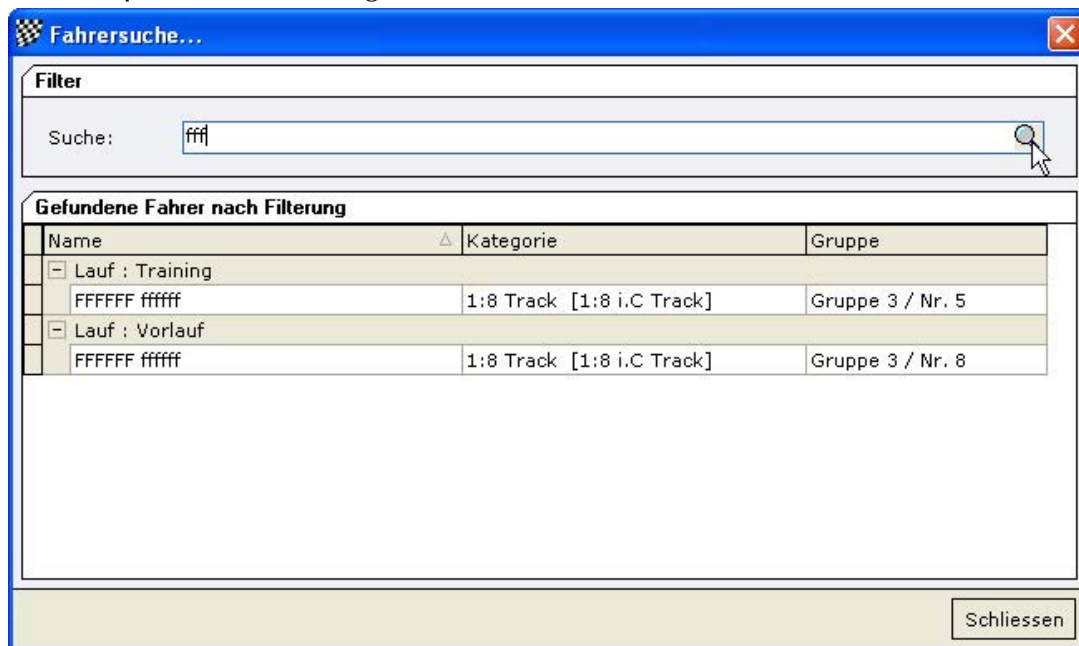 Fahrersuche...
Filter
Suche: fff
Gefundene Fahrer nach Filterung
Name Kategorie Gruppe
Lauf : Training
FFFFFF ffffff 1:8 Track [1:8 i.C Track] Gruppe 3 / Nr. 5
Lauf : Vorlauf
FFFFFF ffffff 1:8 Track [1:8 i.C Track] Gruppe 3 / Nr. 8
Schliessen